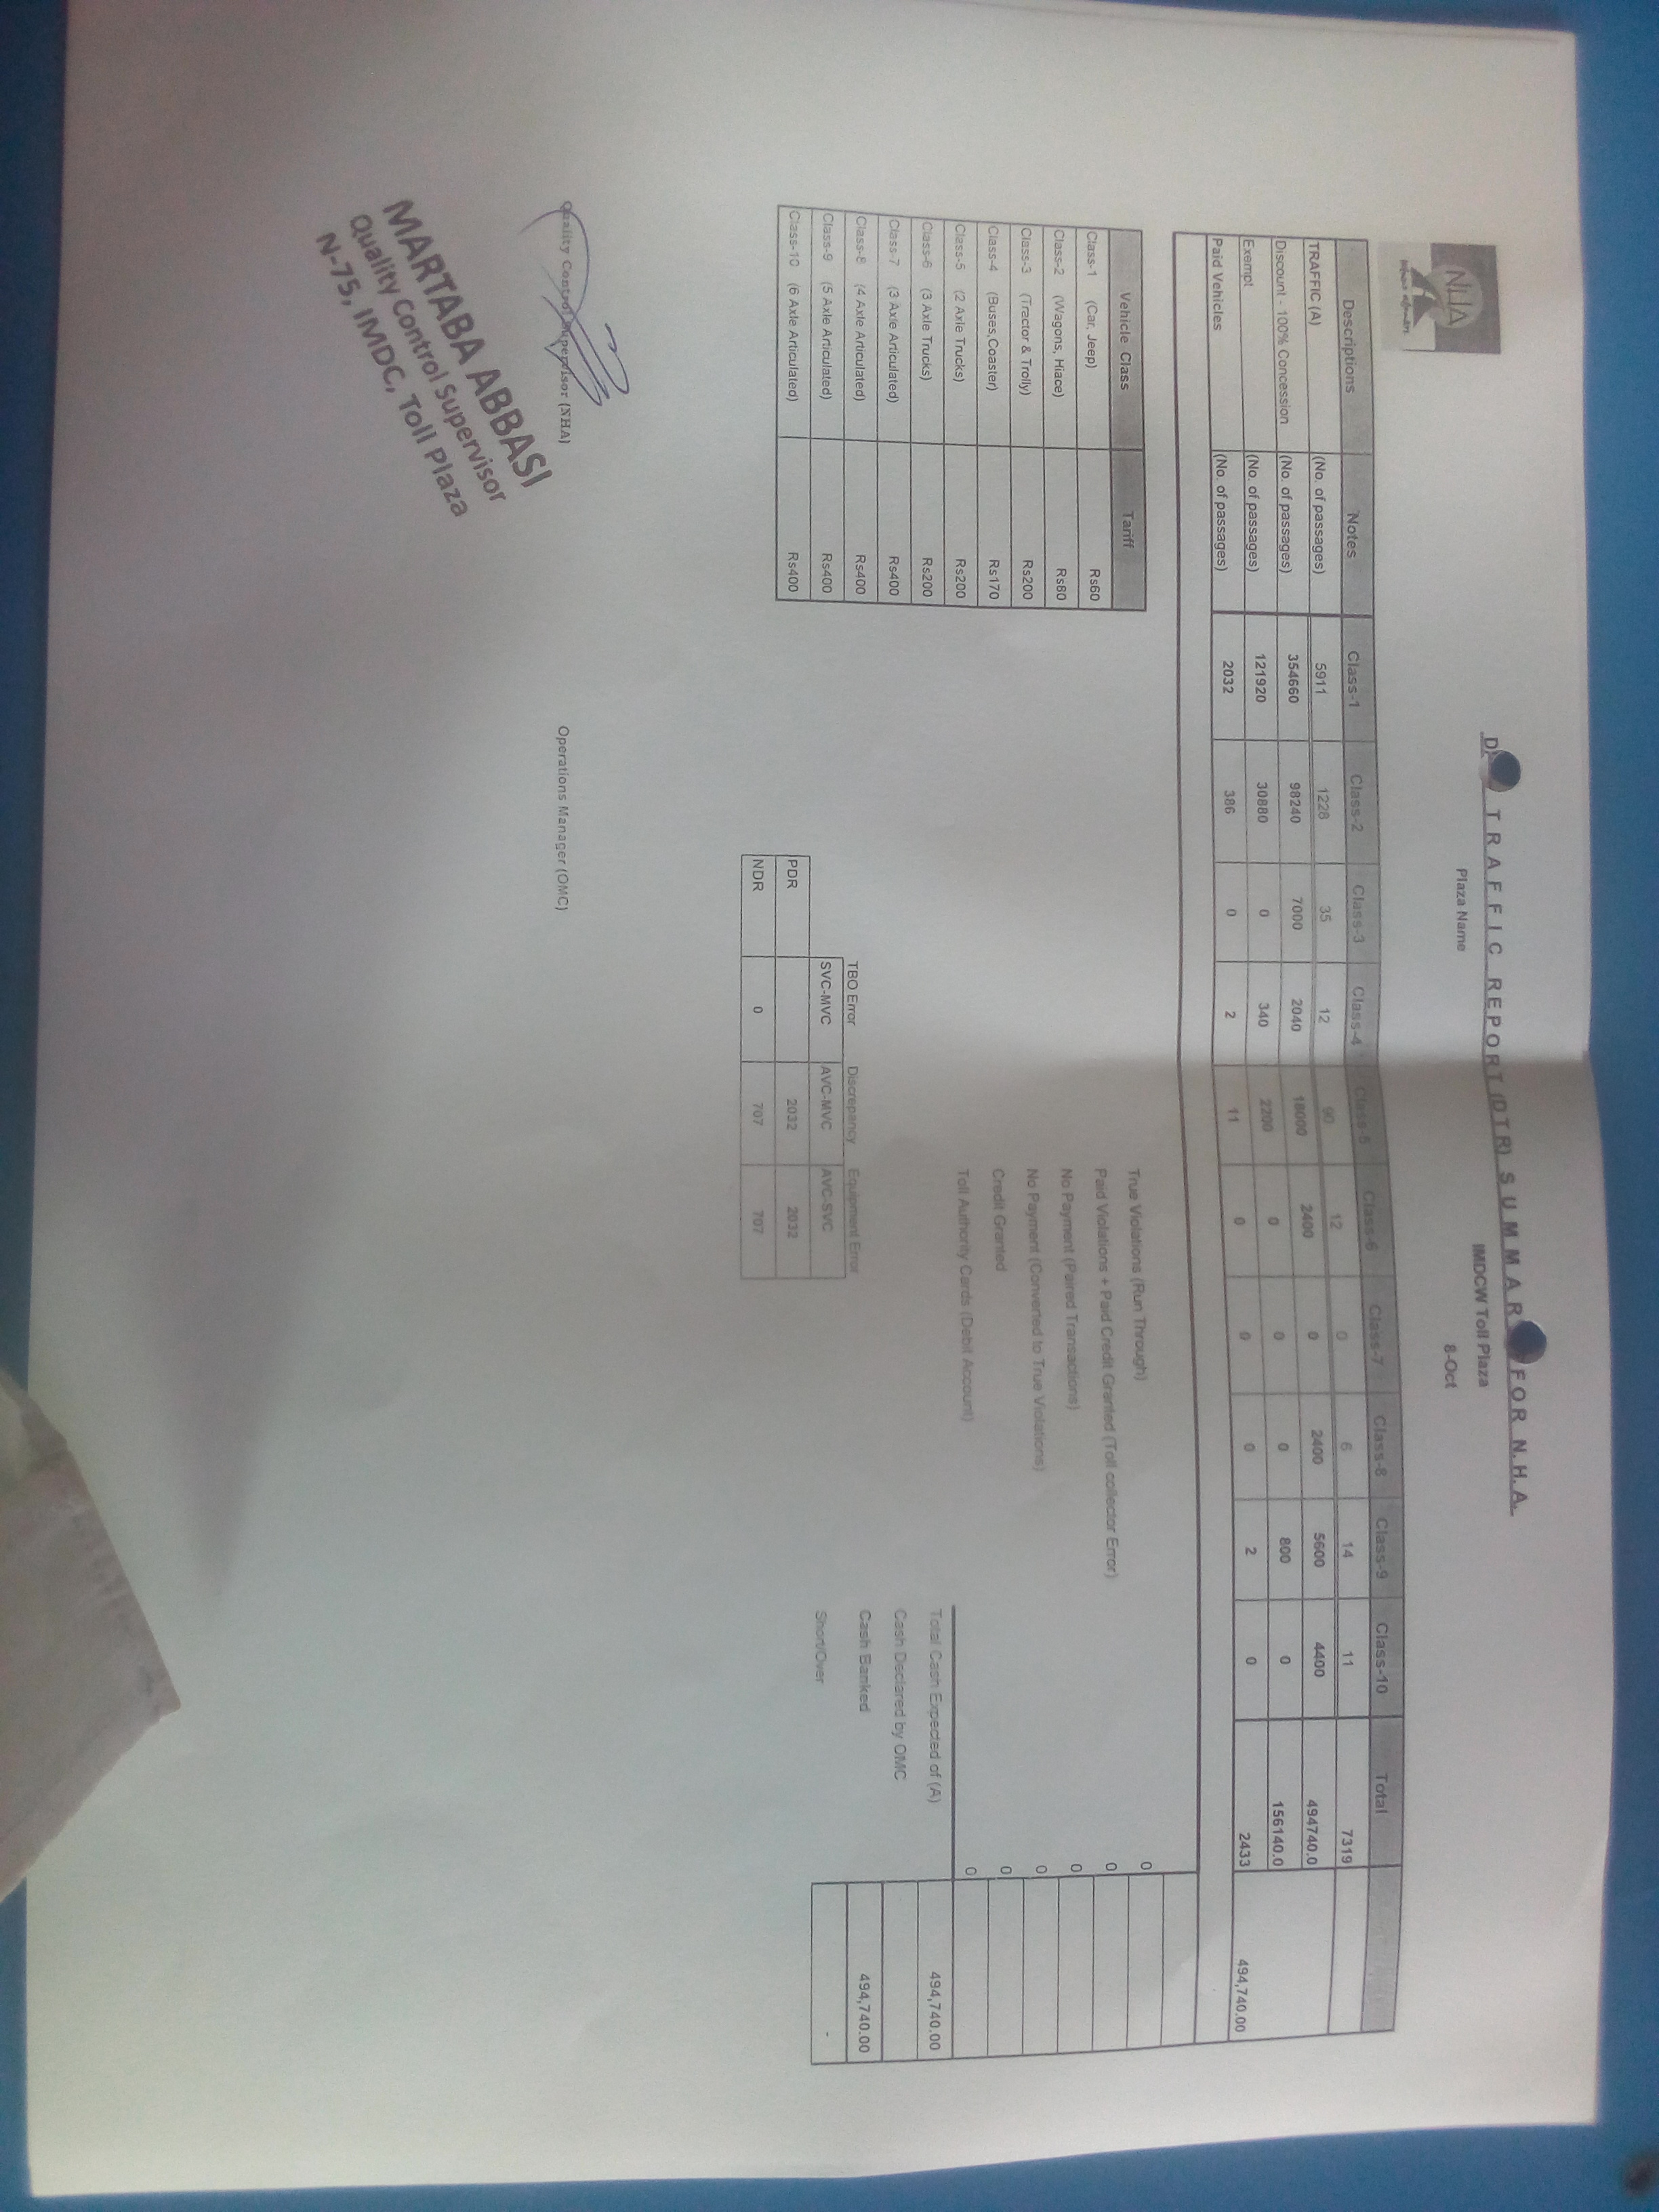 NHA
D TRAFFIC REPORT (DTR) SUMMAR FOR N.H.A.
Plaza Name IMDCW Toll Plaza
8-Oct
Descriptions Notes Class-1 Class-2 Class-3 Class-4 Class-5 Class-6 Class-7 Class-8 Class-9 Class-10 Total
TRAFFIC (A) (No. of passages) 5911 1228 35 12 90 12 0 6 14 11 7319
Discount - 100% Concession (No. of passages) 354660 98240 7000 2040 18000 2400 0 2400 5600 4400 494740.0
Exempt (No. of passages) 121920 30880 0 340 2200 0 0 0 800 0 156140.0
Paid Vehicles (No. of passages) 2032 386 0 2 11 0 0 0 2 0 2433 494,740.00
Vehicle Class Tariff
Class-1 (Car, Jeep) Rs60
Class-2 (Wagons, Hiace) Rs80
Class-3 (Tractor & Trolly) Rs200
Class-4 (Buses,Coaster) Rs170
Class-5 (2 Axle Trucks) Rs200
Class-6 (3 Axle Trucks) Rs200
Class-7 (3 Axle Articulated) Rs400
Class-8 (4 Axle Articulated) Rs400
Class-9 (5 Axle Articulated) Rs400
Class-10 (6 Axle Articulated) Rs400
True Violations (Run Through) 0
Paid Violations + Paid Credit Granted (Toll collector Error) 0
No Payment (Paired Transactions) 0
No Payment (Converted to True Violations) 0
Credit Granted 0
Toll Authority Cards (Debit Account) 0
Total Cash Expected of (A) 494,740.00
Cash Declared by OMC
Cash Banked 494,740.00
Short/Over -
TBO Error Discrepancy Equipment Error
SVC-MVC AVC-MVC AVC-SVC
PDR 2032 2032
NDR 0 707 707
Quality Control Supervisor (NHA) Operations Manager (OMC)
MARTABA ABBASI
Quality Control Supervisor
N-75, IMDC, Toll Plaza